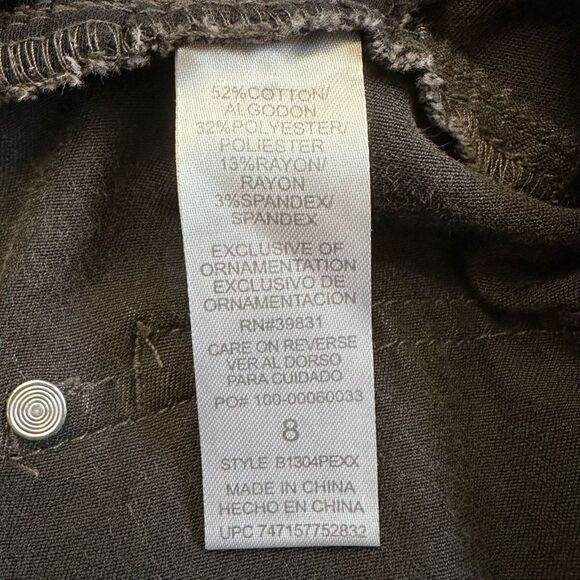 52%COTTON/
ALGODON
32%POLYESTER/
POLIESTER
13%RAYON/
RAYON
3%SPANDEX/
SPANDEX
EXCLUSIVE OF
ORNAMENTATION
EXCLUSIVO DE
ORNAMENTACION
RN#39831
CARE ON REVERSE
VER AL DORSO
PARA CUIDADO
PO# 100-00060033
8
STYLE B1304PEXX
MADE IN CHINA
HECHO EN CHINA
UPC 747157752832